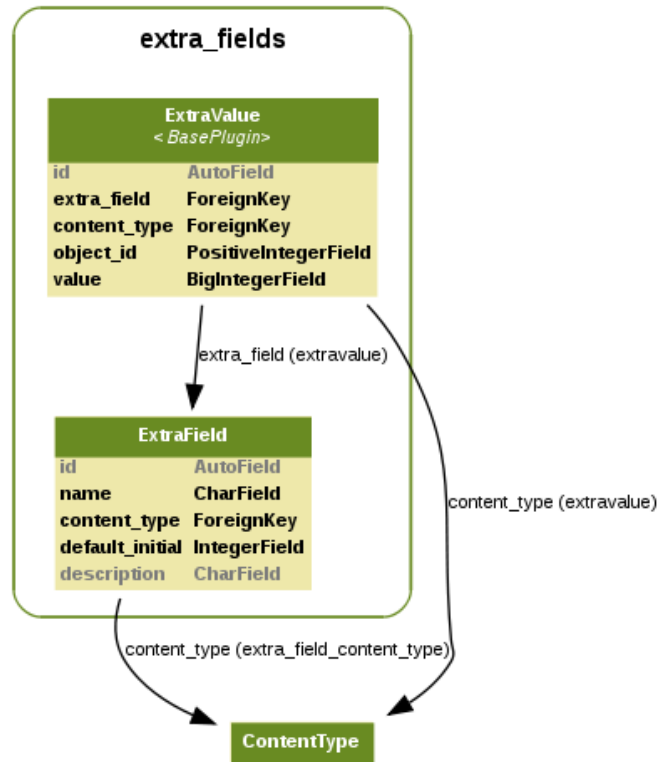 extra_fields
ExtraValue
<BasePlugin>
id AutoField
extra_field ForeignKey
content_type ForeignKey
object_id PositiveIntegerField
value BigIntegerField
extra_field (extravalue)
ExtraField
id AutoField
name CharField
content_type ForeignKey
default_initial IntegerField
description CharField
content_type (extravalue)
content_type (extra_field_content_type)
ContentType